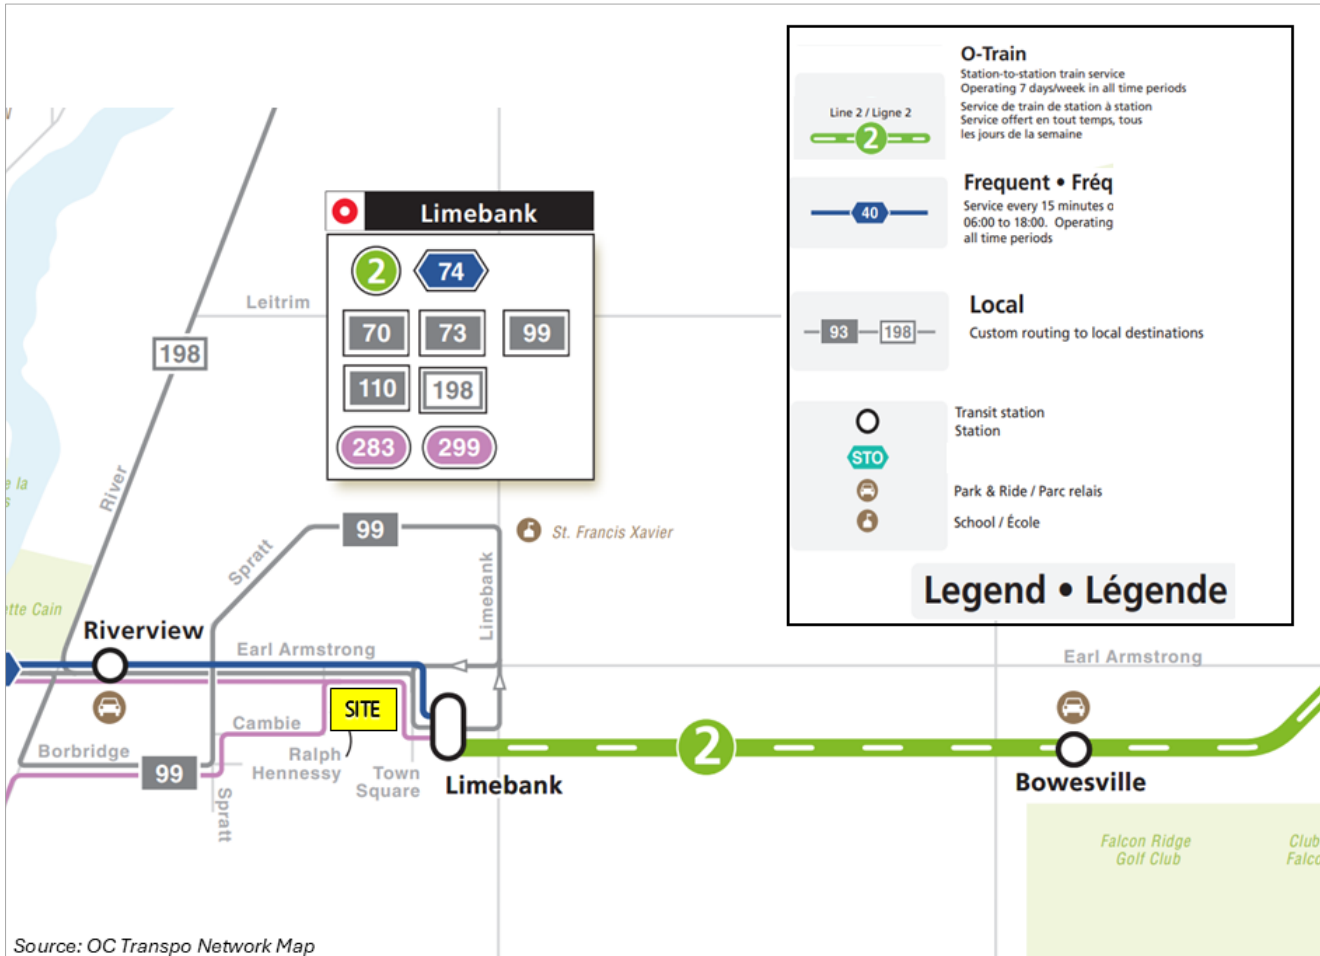 O-Train
Station-to-station train service
Operating 7 days/week in all time periods
Service de train de station à station
Service offert en tout temps, tous
les jours de la semaine
Line 2 / Ligne 2
2
Frequent • Fréq
Service every 15 minutes o
06:00 to 18:00. Operating
all time periods
40
Local
Custom routing to local destinations
93
198
Transit station
Station
STO
Park & Ride / Parc relais
School / École
Legend • Légende
Limebank
2
74
70
73
99
110
198
283
299
Leitrim
198
River
e la
s
99
St. Francis Xavier
Spratt
Limebank
tte Cain
Riverview
Earl Armstrong
Earl Armstrong
SITE
Cambie
Borbridge
Ralph
Hennessy
Town
Square
99
Spratt
Limebank
2
Bowesville
Falcon Ridge
Golf Club
Club
Falco
Source: OC Transpo Network Map